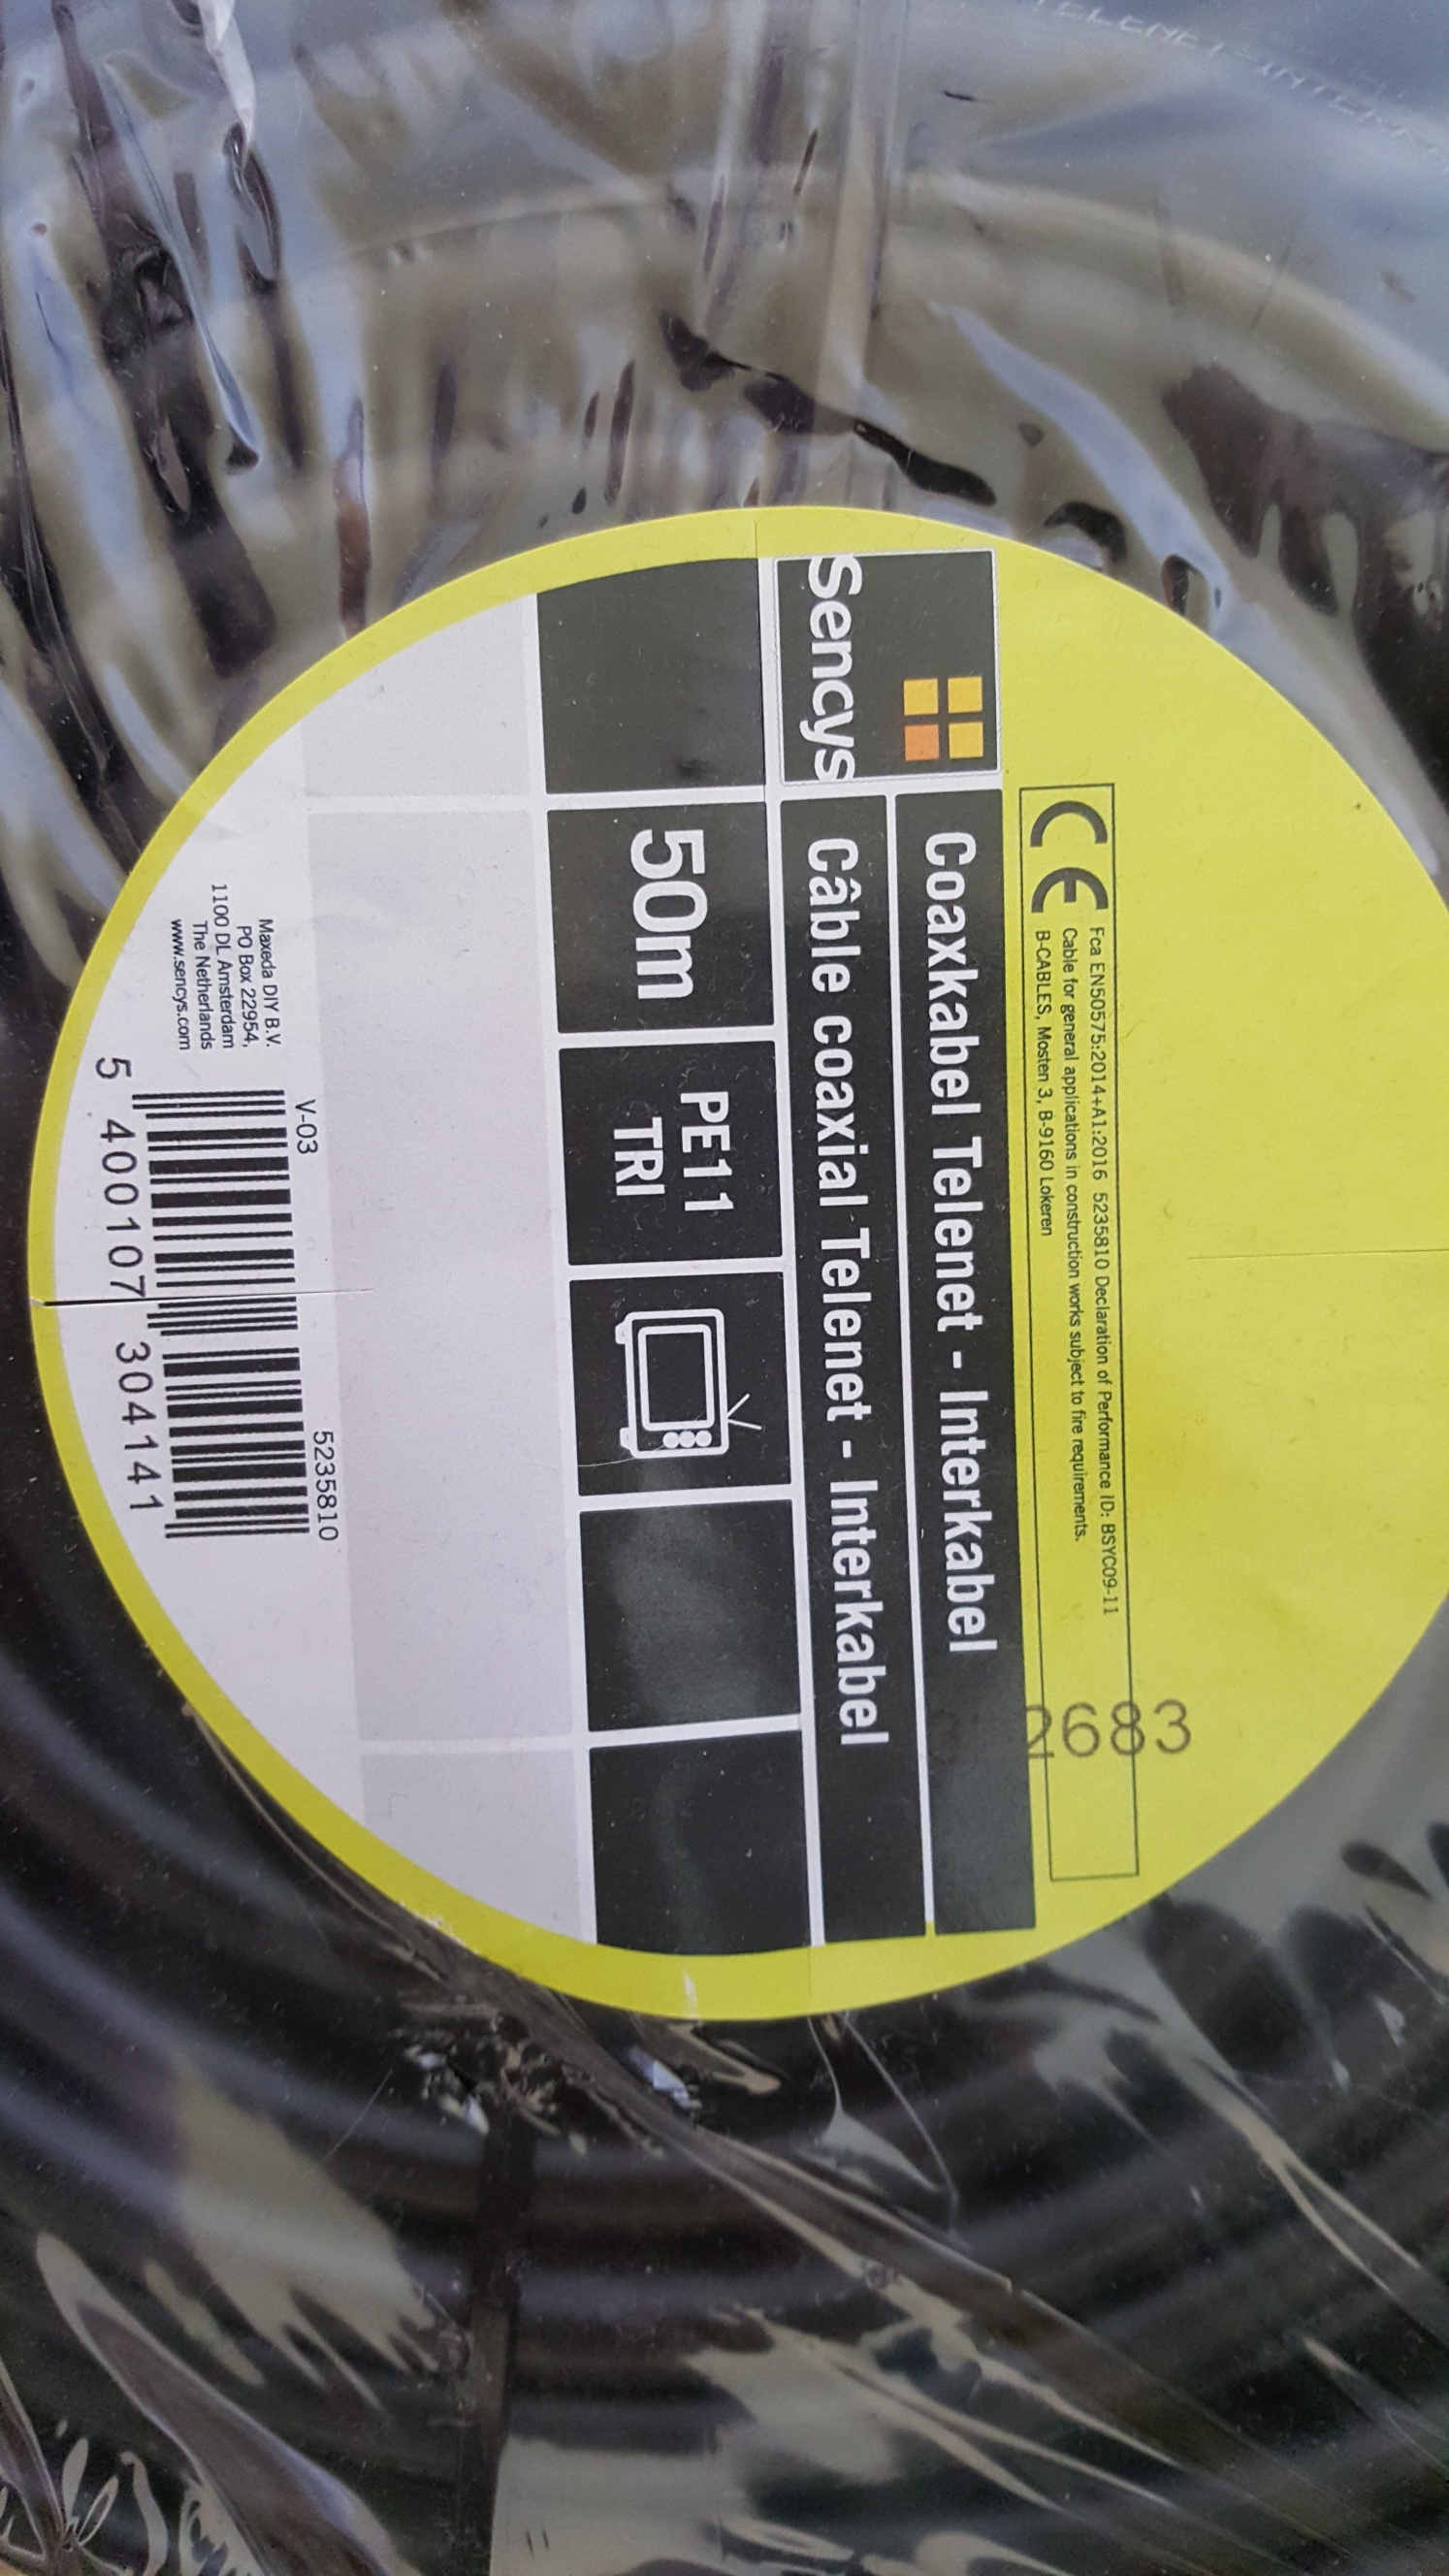 Fca EN50575:2014+A1:2016 5235810 Declaration of Performance ID: BSYC09-11
Cable for general applications in construction works subject to fire requirements.
B-CABLES, Mosten 3, B-9160 Lokeren
CE
2683
Sencys
Coaxkabel Telenet - Interkabel
Câble coaxial Telenet - Interkabel
50m
PE11
TRI
V-03
5235810
Maxeda DIY B.V.
PO Box 22954,
1100 DL Amsterdam
The Netherlands
www.sencys.com
5 400107 304141